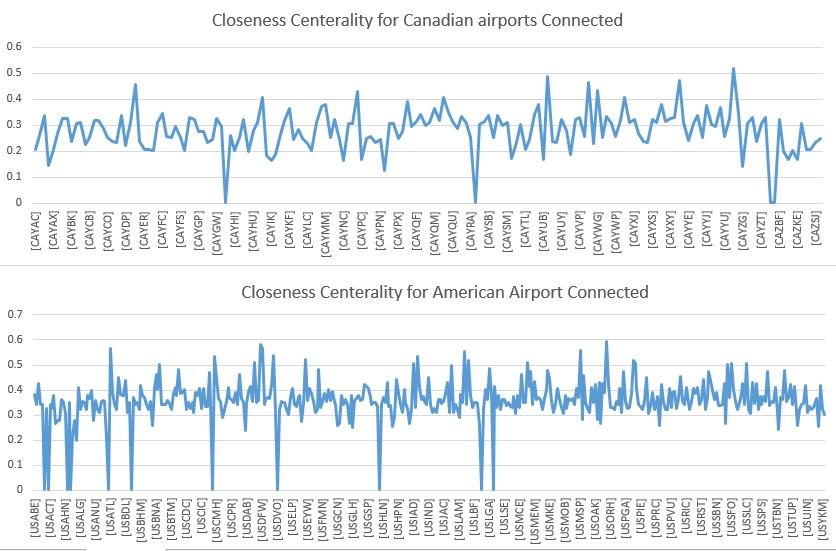 Closeness Centerality for Canadian airports Connected
0.6
0.5
0.4
0.3
0.2
0.1
0
[CAYAC]
[CAYAX]
[CAYBK]
[CAYCB]
[CAYCO]
[CAYDP]
[CAYER]
[CAYFC]
[CAYFS]
[CAYGP]
[CAYGW]
[CAYHI]
[CAYHU]
[CAYIK]
[CAYKF]
[CAYLC]
[CAYMM]
[CAYNC]
[CAYPC]
[CAYPN]
[CAYPX]
[CAYQF]
[CAYQM]
[CAYQU]
[CAYRA]
[CAYSB]
[CAYSM]
[CAYTL]
[CAYUB]
[CAYUY]
[CAYVP]
[CAYWG]
[CAYWP]
[CAYXJ]
[CAYXS]
[CAYXY]
[CAYYE]
[CAYYJ]
[CAYYU]
[CAYZG]
[CAYZT]
[CAZBF]
[CAZKE]
[CAZSJ]
Closeness Centerality for American Airport Connected
0.7
0.6
0.5
0.4
0.3
0.2
0.1
0
[USABE]
[USACT]
[USAHN]
[USALG]
[USANU]
[USATL]
[USBDL]
[USBHM]
[USBNA]
[USBTM]
[USCDC]
[USCIC]
[USCMH]
[USCPR]
[USDAB]
[USDFW]
[USDVO]
[USELP]
[USEYW]
[USFMN]
[USGCN]
[USGLH]
[USGSP]
[USHLN]
[USHPN]
[USIAD]
[USIND]
[USJAC]
[USLAM]
[USLBF]
[USLGA]
[USLSE]
[USMCE]
[USMEM]
[USMKE]
[USMOB]
[USMSP]
[USOAK]
[USORH]
[USPGA]
[USPIE]
[USPRC]
[USPVU]
[USRIC]
[USRST]
[USSBN]
[USSFO]
[USSLC]
[USSPS]
[USTBN]
[USTUP]
[USUIN]
[USYKM]